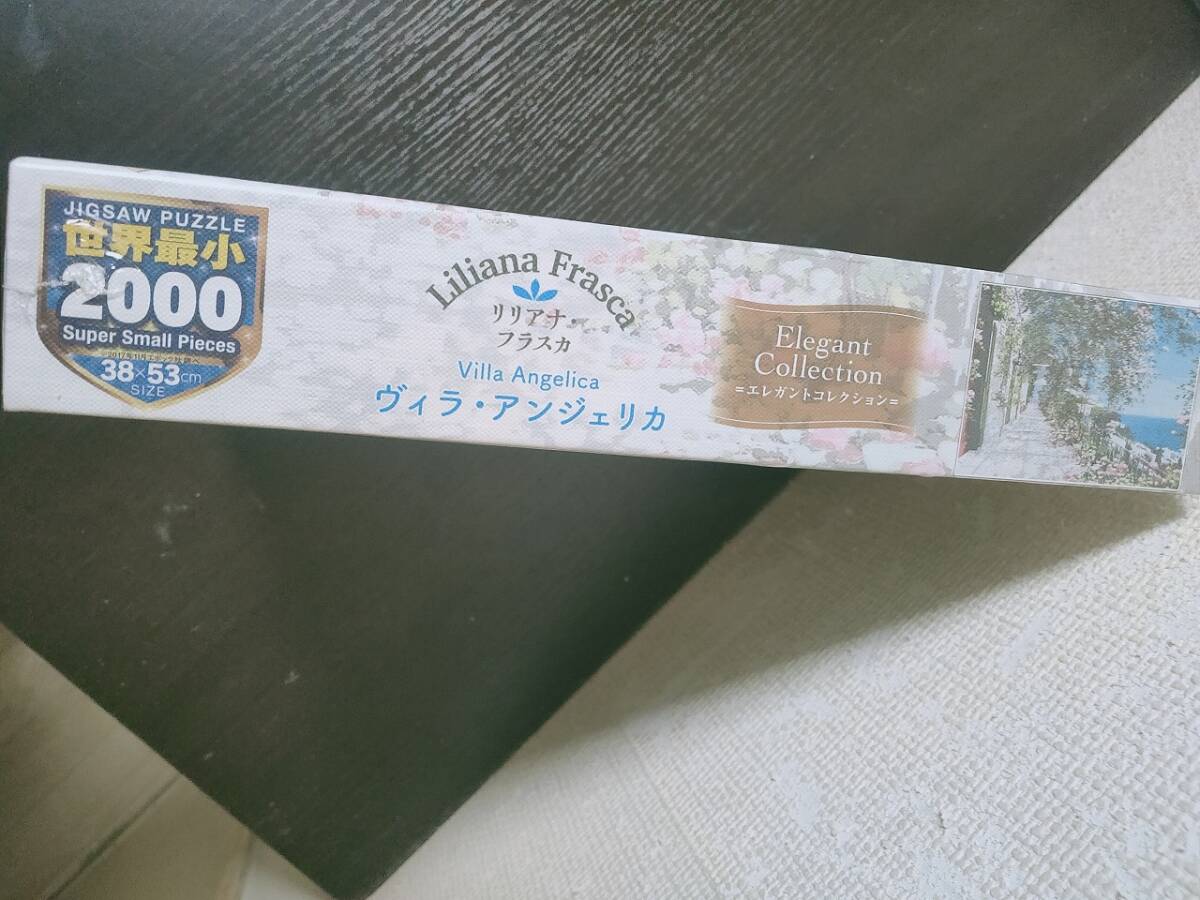 JIGSAW PUZZLE
世界最小
2000
Super Small Pieces
38×53cm
SIZE
Liliana Frasca
リリアナ・
フラスカ
Villa Angelica
ヴィラ・アンジェリカ
Elegant
Collection
=エレガントコレクション=